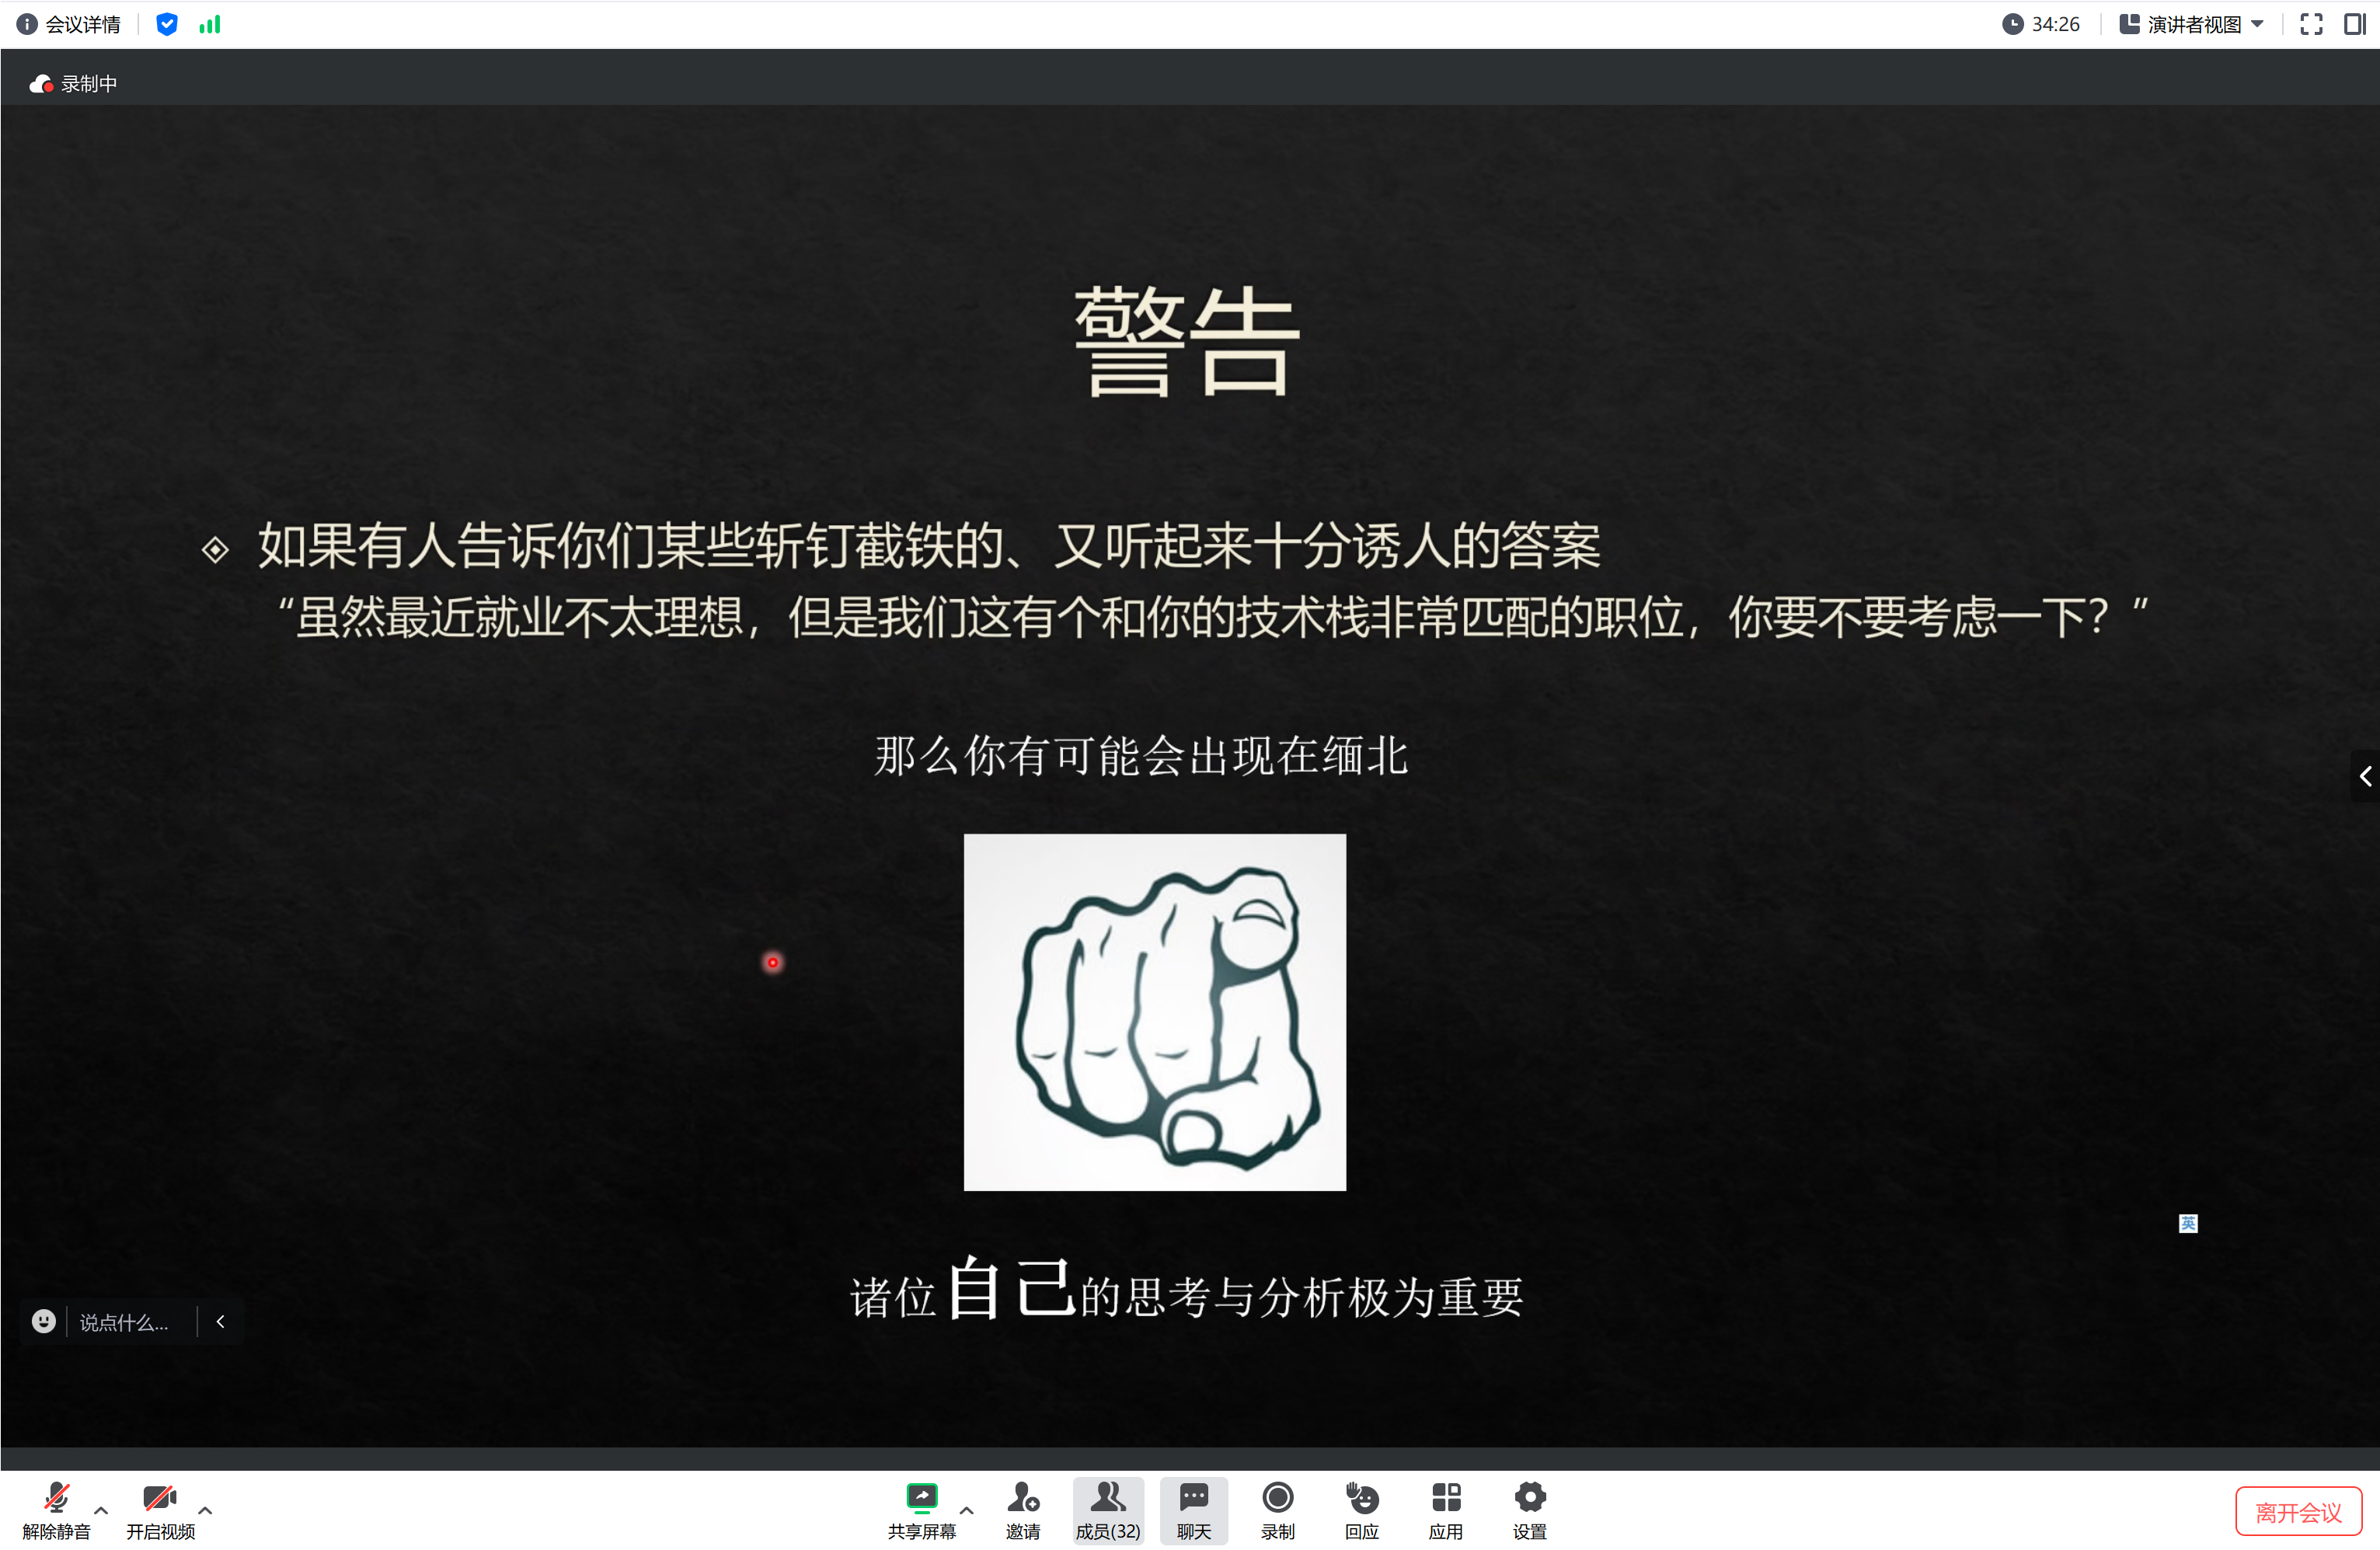 会议详情
34:26
演讲者视图
录制中
警告
如果有人告诉你们某些斩钉截铁的、又听起来十分诱人的答案
“虽然最近就业不太理想，但是我们这有个和你的技术栈非常匹配的职位，你要不要考虑一下？”
那么你有可能会出现在缅北
英
诸位自己的思考与分析极为重要
说点什么...
解除静音
开启视频
共享屏幕
邀请
成员(32)
聊天
录制
回应
应用
设置
离开会议